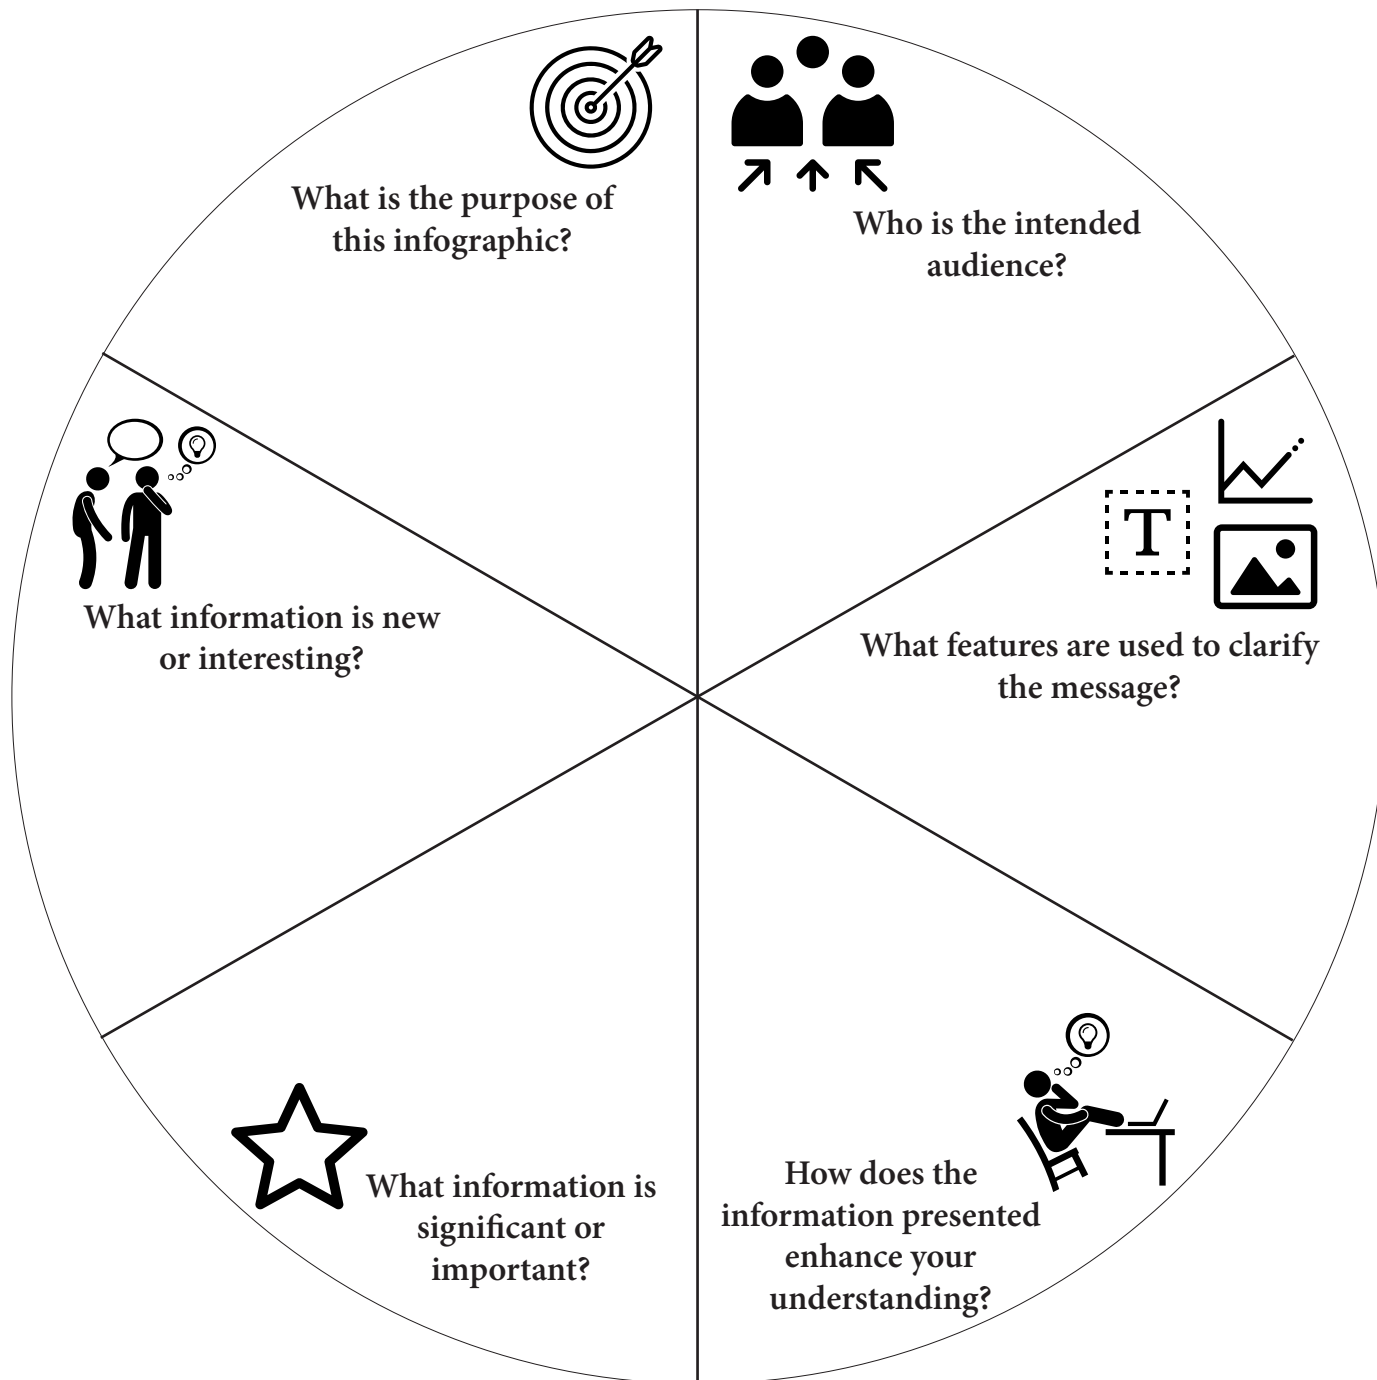 What is the purpose of
this infographic?
Who is the intended
audience?
T
What features are used to clarify
the message?
How does the
information presented
enhance your
understanding?
What information is
significant or
important?
What information is new
or interesting?